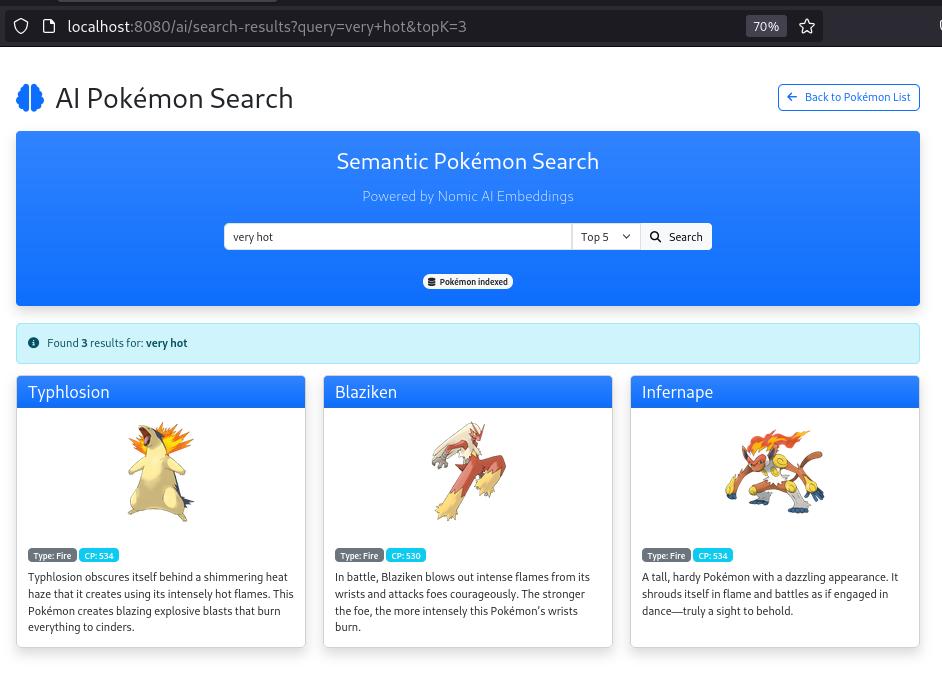 localhost:8080/ai/search-results?query=very+hot&topK=3
70%
AI Pokémon Search
Back to Pokémon List
Semantic Pokémon Search
Powered by Nomic AI Embeddings
very hot
Top 5
Search
Pokémon indexed
Found 3 results for: very hot
Typhlosion
Type: Fire
CP: 534
Typhlosion obscures itself behind a shimmering heat
haze that it creates using its intensely hot flames. This
Pokémon creates blazing explosive blasts that burn
everything to cinders.
Blaziken
Type: Fire
CP: 530
In battle, Blaziken blows out intense flames from its
wrists and attacks foes courageously. The stronger
the foe, the more intensely this Pokémon's wrists
burn.
Infernape
Type: Fire
CP: 534
A tall, hardy Pokémon with a dazzling appearance. It
shrouds itself in flame and battles as if engaged in
dance—truly a sight to behold.